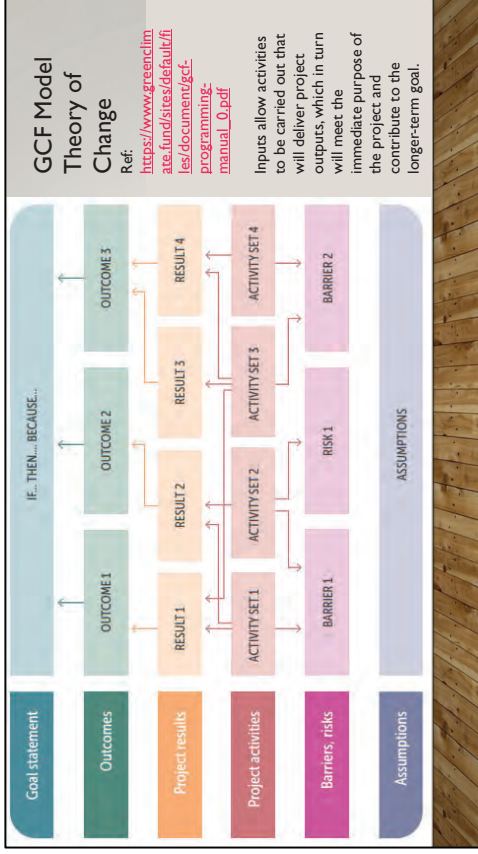 GCF Model
Theory of
Change
Ref:
https://www.greenclim
ate.fund/sites/default/fi
les/document/gcf-
programming-
manual_0.pdf
Inputs allow activities
to be carried out that
will deliver project
outputs, which in turn
will meet the
immediate purpose of
the project and
contribute to the
longer-term goal.
Goal statement
IF... THEN.... BECAUSE...
Outcomes
OUTCOME 1
OUTCOME 2
OUTCOME 3
Project results
RESULT 1
RESULT 2
RESULT 3
RESULT 4
Project activities
ACTIVITY SET.1
ACTIVITY SET 2
ACTIVITY SET 3
ACTIVITY SET 4
Barriers, risks
BARRIER 1
RISK 1
BARRIER 2
Assumptions
ASSUMPTIONS